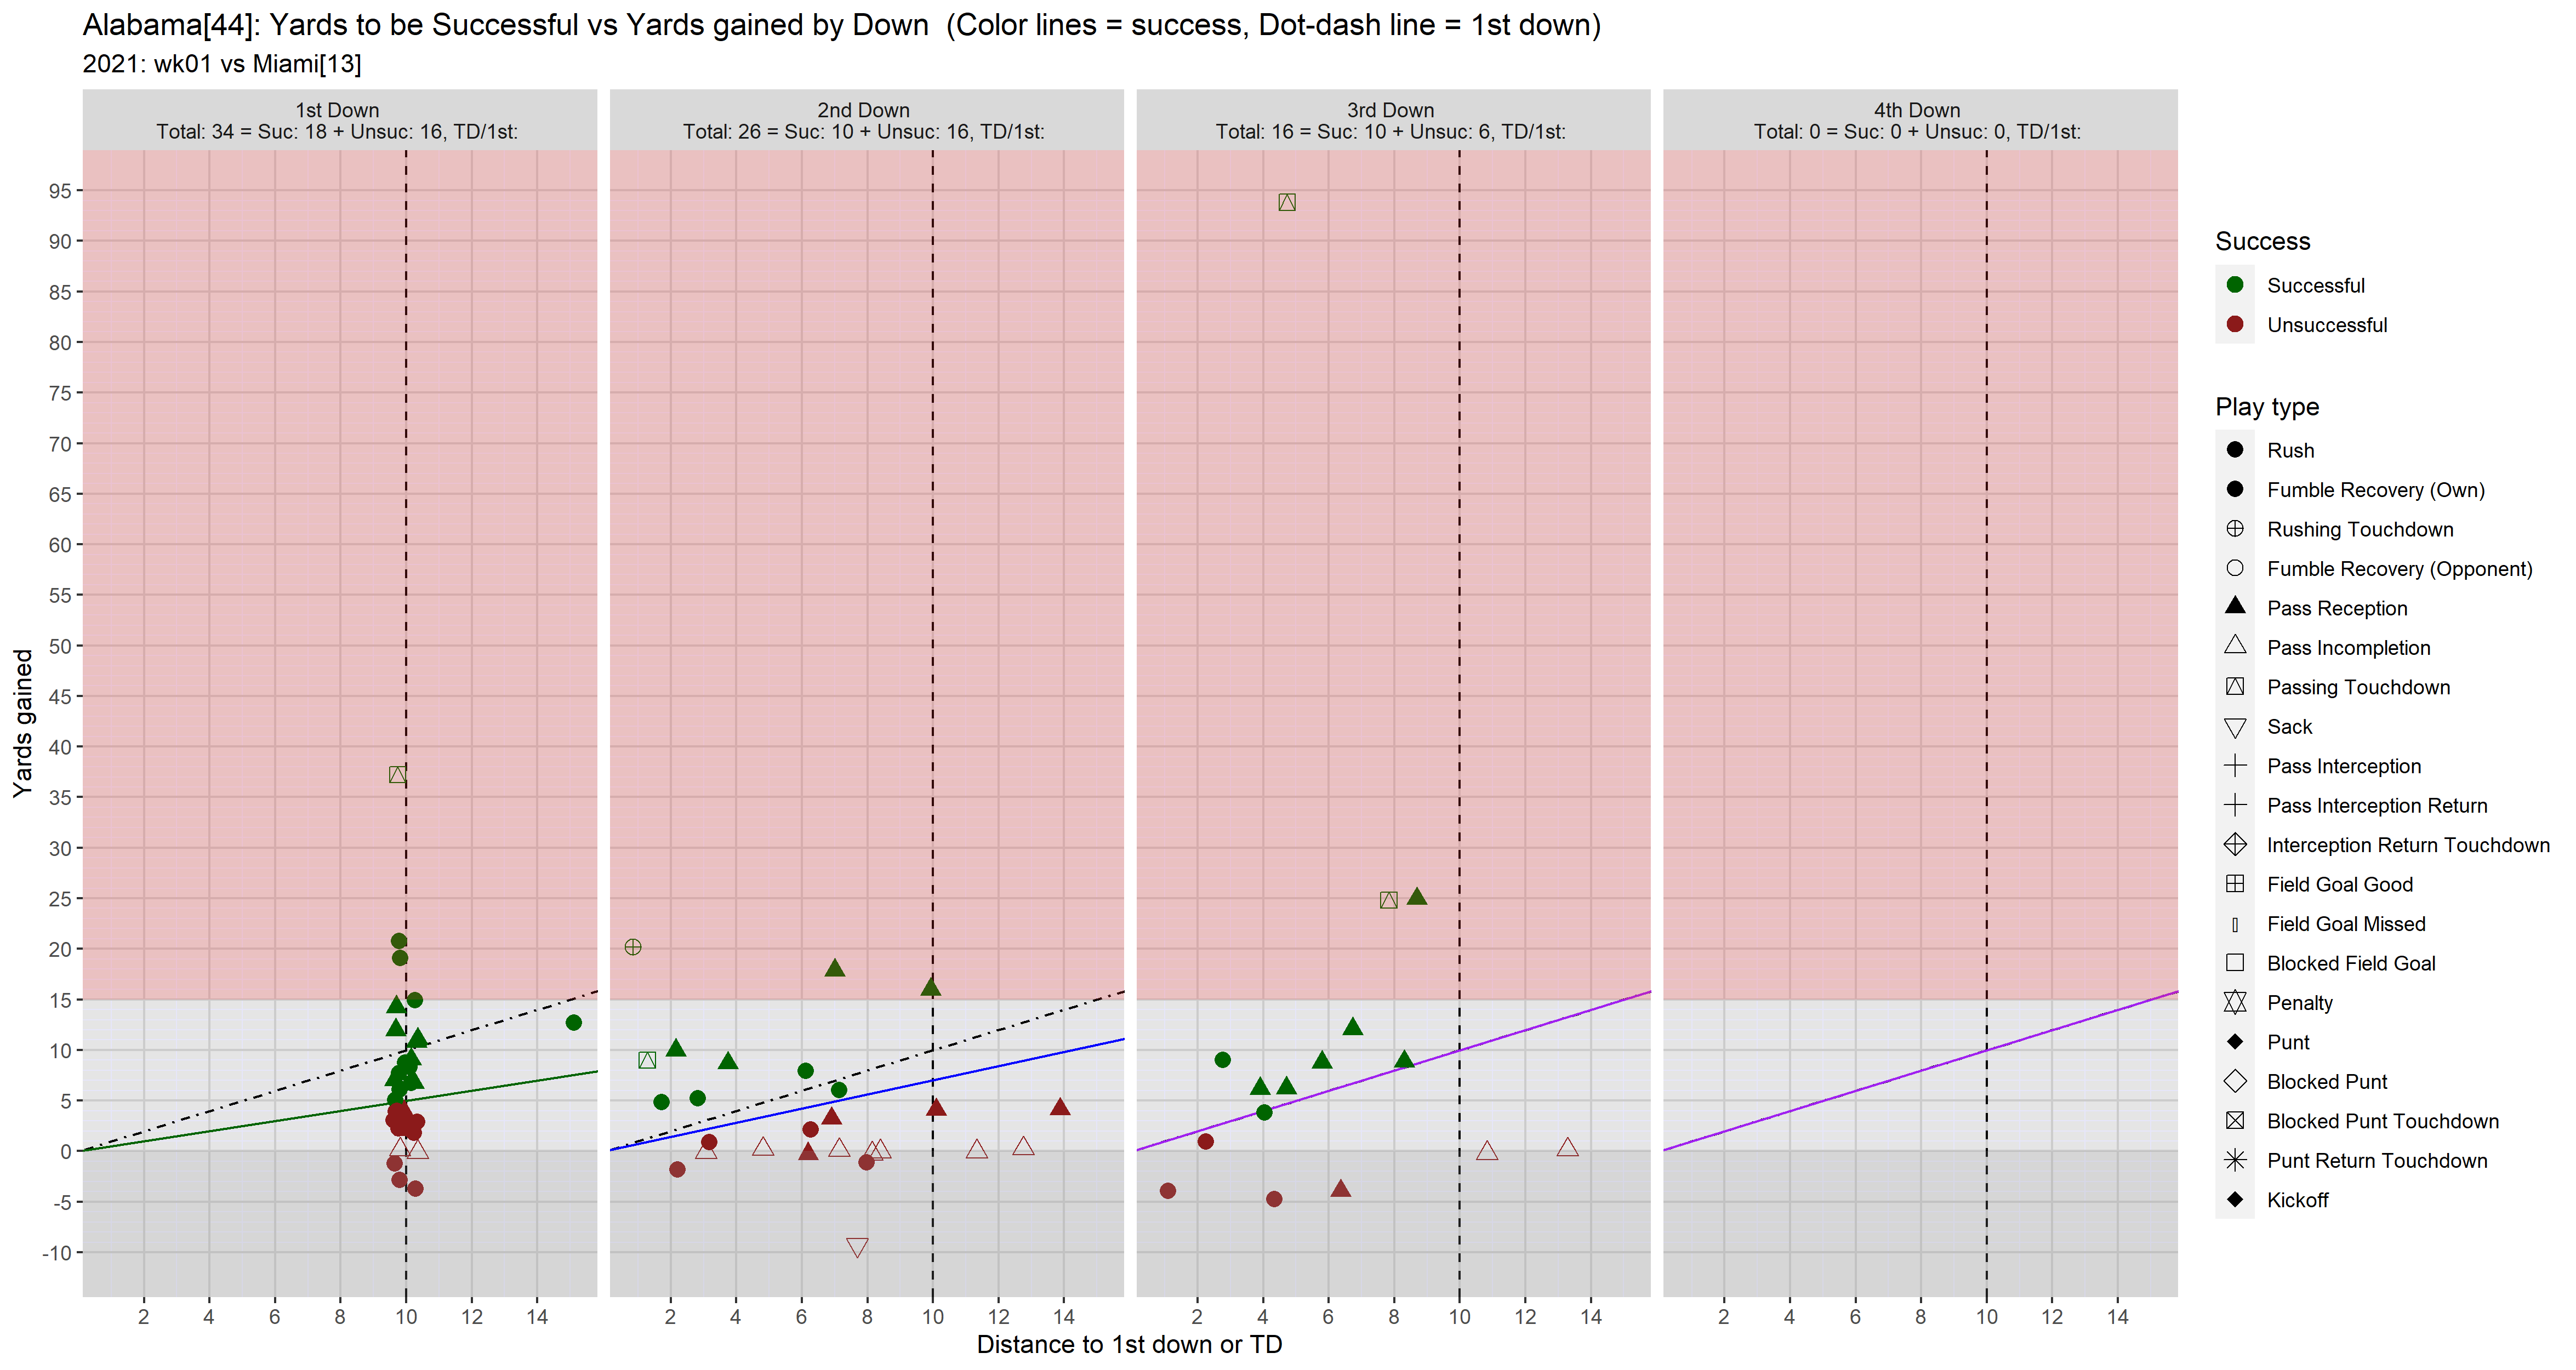 Alabama[44]: Yards to be Successful vs Yards gained by Down  (Color lines = success, Dot-dash line = 1st down)
2021: wk01 vs Miami[13]
1st Down
Total: 34 = Suc: 18 + Unsuc: 16, TD/1st:
2nd Down
Total: 26 = Suc: 10 + Unsuc: 16, TD/1st:
3rd Down
Total: 16 = Suc: 10 + Unsuc: 6, TD/1st:
4th Down
Total: 0 = Suc: 0 + Unsuc: 0, TD/1st:
Yards gained
95
90
85
80
75
70
65
60
55
50
45
40
35
30
25
20
15
10
5
0
-5
-10
2 4 6 8 10 12 14
2 4 6 8 10 12 14
2 4 6 8 10 12 14
2 4 6 8 10 12 14
Distance to 1st down or TD
Success
Successful
Unsuccessful
Play type
Rush
Fumble Recovery (Own)
Rushing Touchdown
Fumble Recovery (Opponent)
Pass Reception
Pass Incompletion
Passing Touchdown
Sack
Pass Interception
Pass Interception Return
Interception Return Touchdown
Field Goal Good
Field Goal Missed
Blocked Field Goal
Penalty
Punt
Blocked Punt
Blocked Punt Touchdown
Punt Return Touchdown
Kickoff